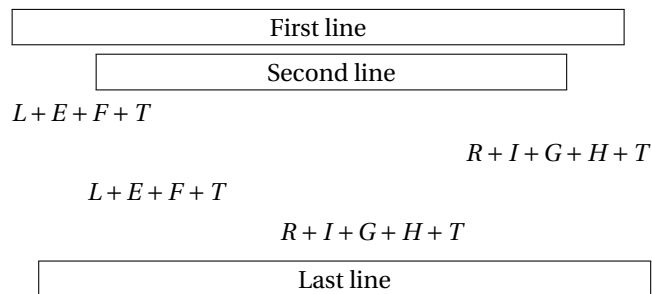 First line
Second line
L + E + F + T
R + I + G + H + T
L + E + F + T
R + I + G + H + T
Last line